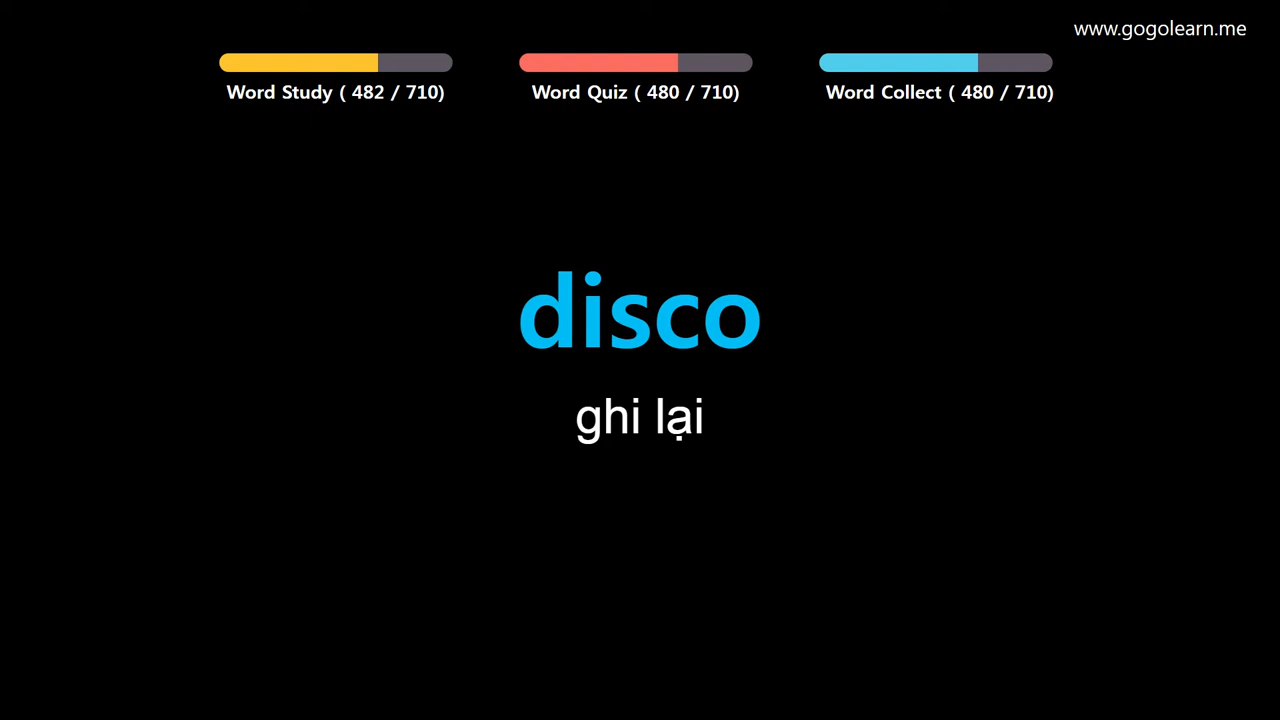 www.gogolearn.me
Word Study ( 482 / 710)
Word Quiz ( 480 / 710)
Word Collect ( 480 / 710)
disco
ghi lại